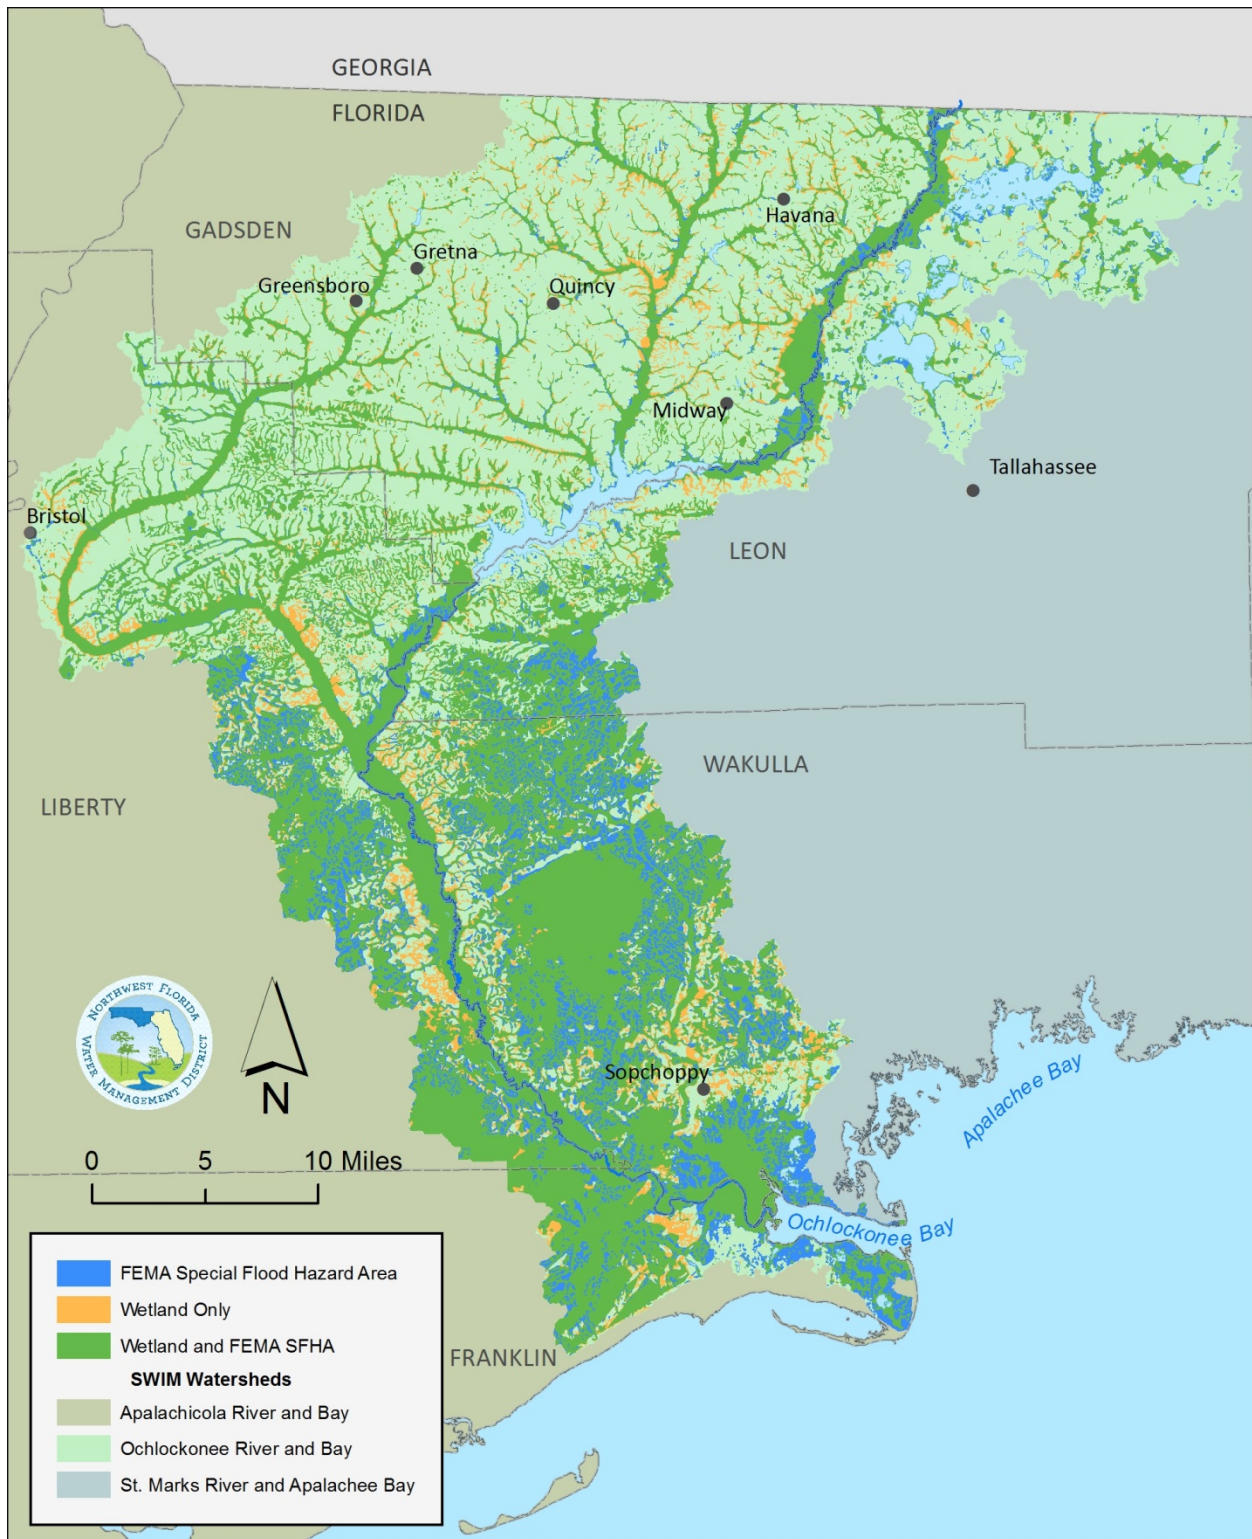 GEORGIA
FLORIDA
GADSDEN
Havana
Gretna
Greensboro
Quincy
Midway
Tallahassee
Bristol
LEON
WAKULLA
LIBERTY
NORTHWEST FLORIDA
WATER MANAGEMENT DISTRICT
N
Sopchoppy
Apalachee Bay
0 5 10 Miles
Ochlockonee Bay
FRANKLIN
FEMA Special Flood Hazard Area
Wetland Only
Wetland and FEMA SFHA
SWIM Watersheds
Apalachicola River and Bay
Ochlockonee River and Bay
St. Marks River and Apalachee Bay